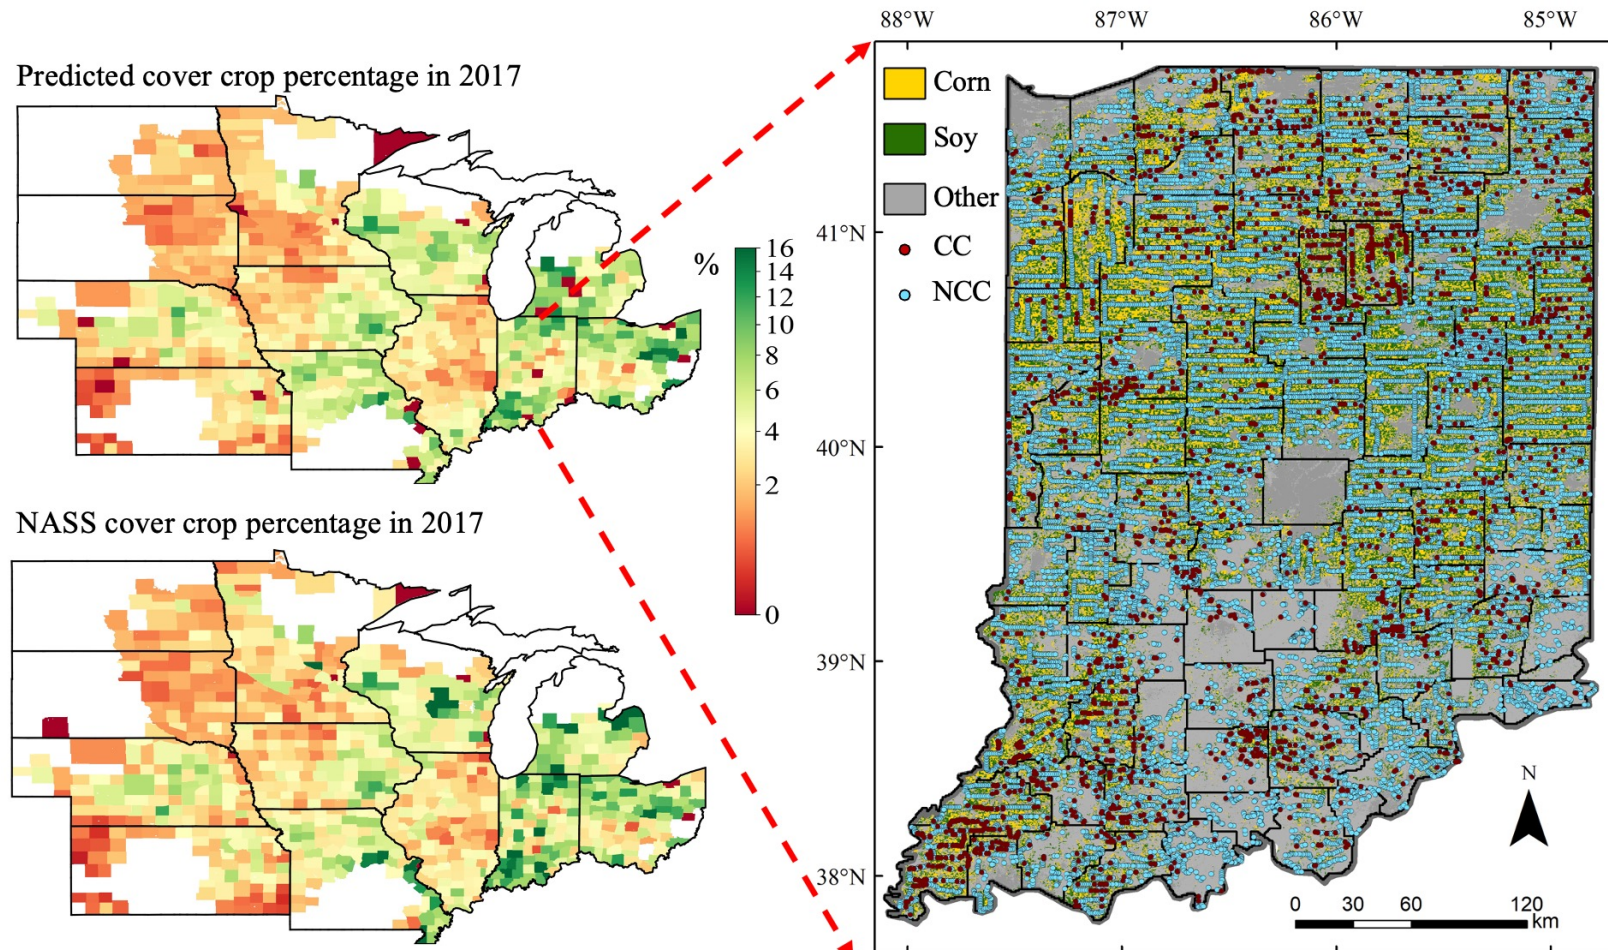 Predicted cover crop percentage in 2017
%
16
14
12
10
8
6
4
2
0
NASS cover crop percentage in 2017
88°W 87°W 86°W 85°W
Corn
Soy
Other
CC
NCC
41°N
40°N
39°N
38°N
N
0 30 60 120
km